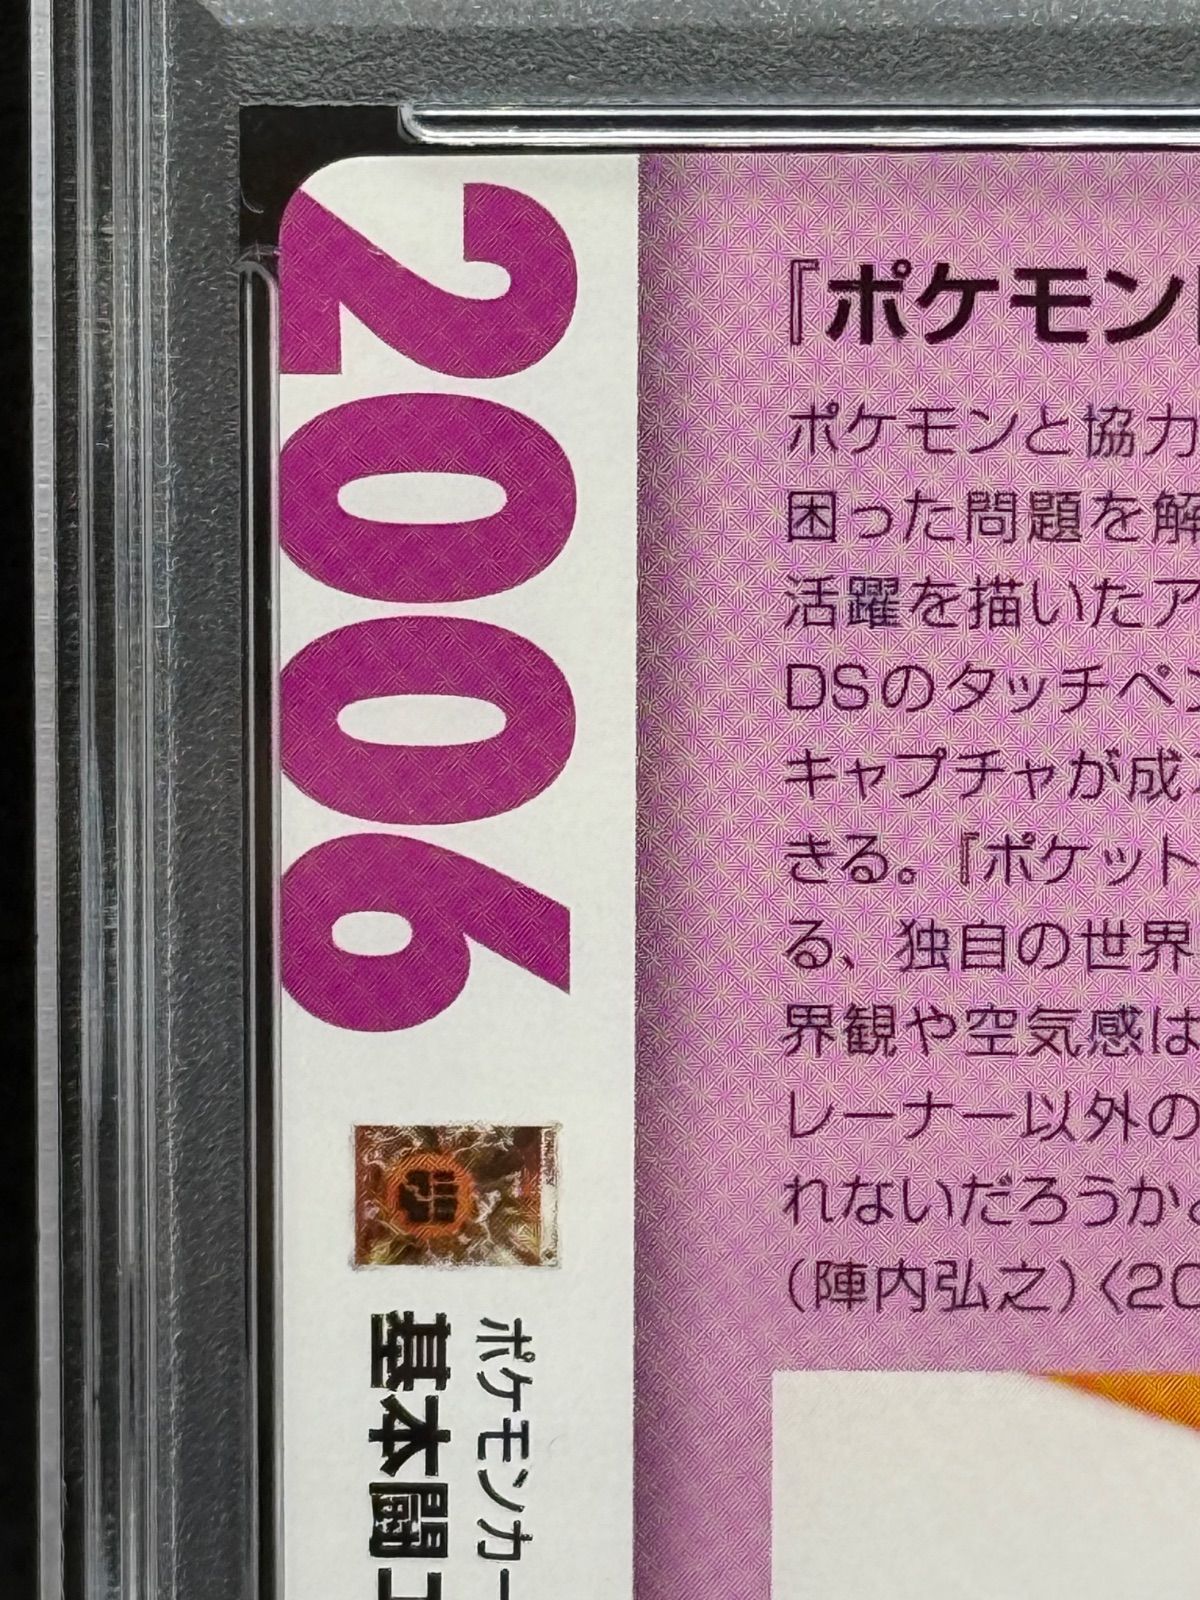 2006
ポケモンカー
基本闘エ
『ポケモン
ポケモンと協力
困った問題を解
活躍を描いたア
DSのタッチペン
キャプチャが成
きる。『ポケット
る、独自の世界
界観や空気感は
レーナー以外の
れないだろうか。
(陣内弘之)〈20